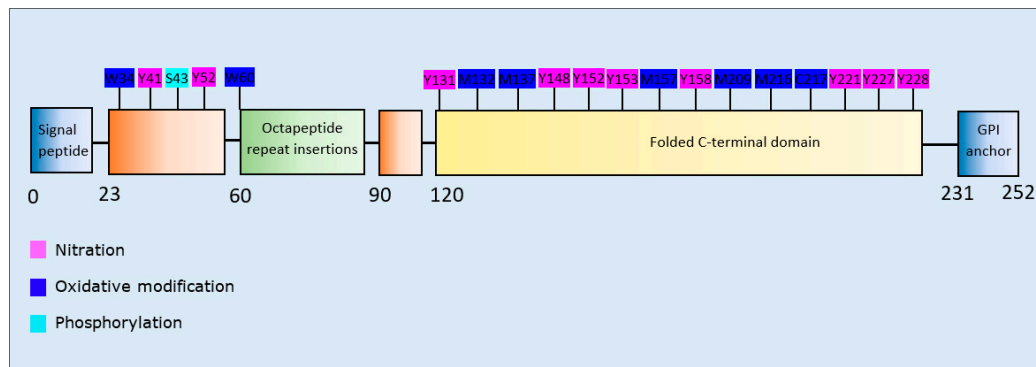 W34 Y41 S43 Y52 W60 Y131 M132 M137 Y148 Y152 Y153 M157 Y158 M209 M216 C217 Y221 Y227 Y228
Signal
peptide
Octapeptide
repeat insertions
Folded C-terminal domain
GPI
anchor
0 23 60 90 120 231 252
Nitration
Oxidative modification
Phosphorylation